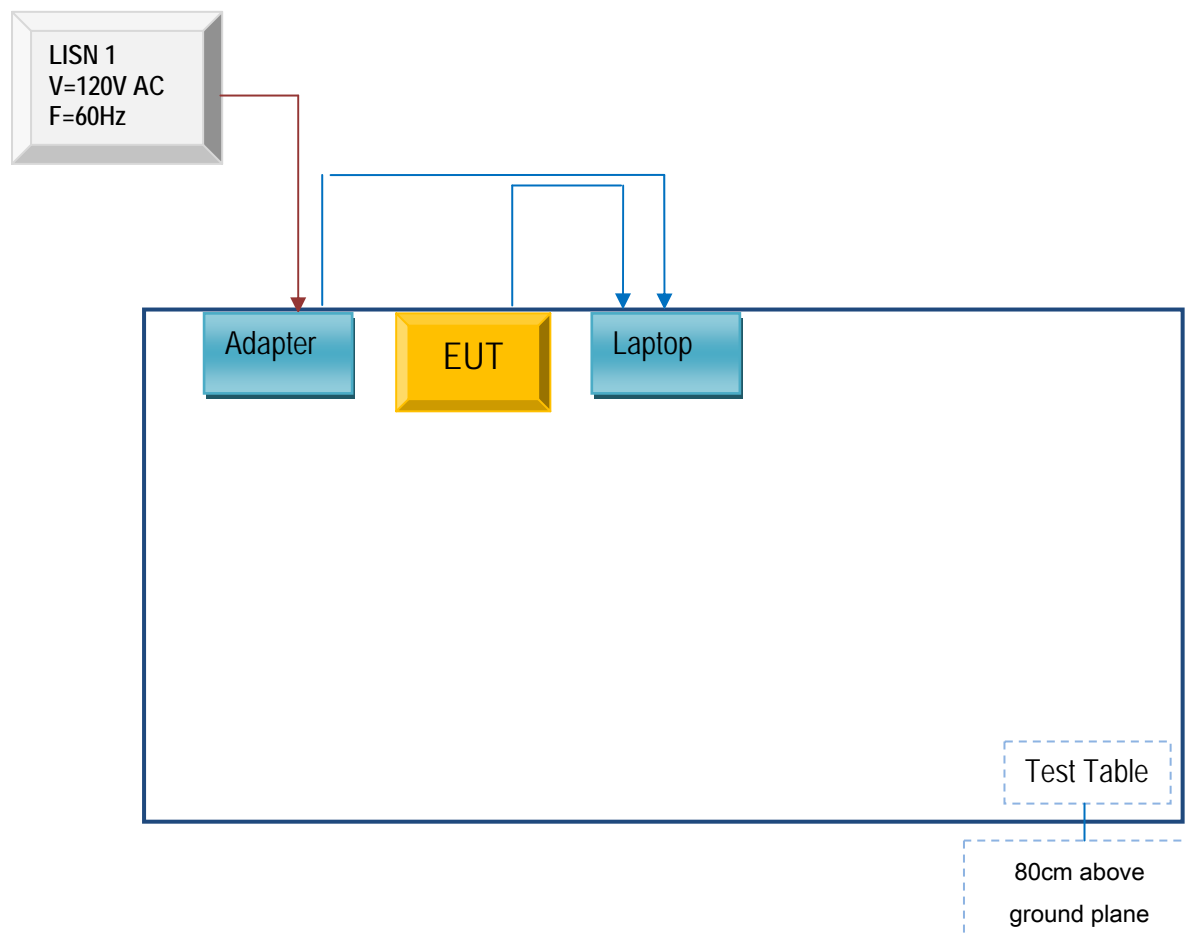 LISN 1
V=120V AC
F=60Hz
Adapter
EUT
Laptop
Test Table
80cm above
ground plane